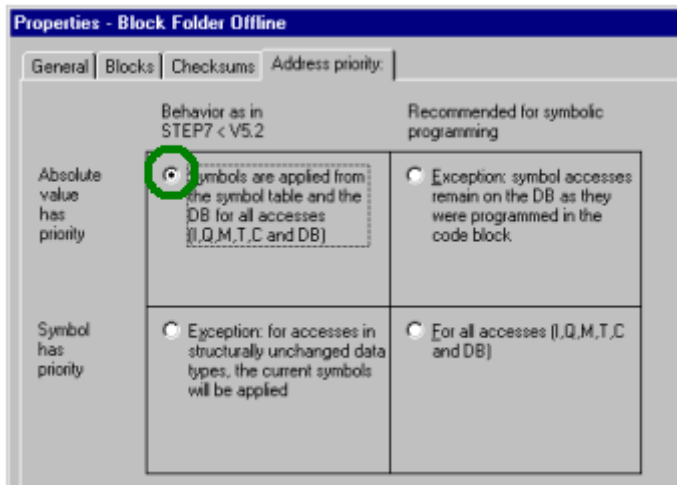 Properties - Block Folder Offline
General
Blocks
Checksums
Address priority:
Behavior as in
STEP7 < V5.2
Recommended for symbolic
programming
Absolute
value
has
priority
Symbols are applied from
the symbol table and the
DB for all accesses
(I,Q,M,T,C and DB)
Exception: symbol accesses
remain on the DB as they
were programmed in the
code block
Symbol
has
priority
Exception: for accesses in
structurally unchanged data
types, the current symbols
will be applied
For all accesses (I,Q,M,T,C
and DB)